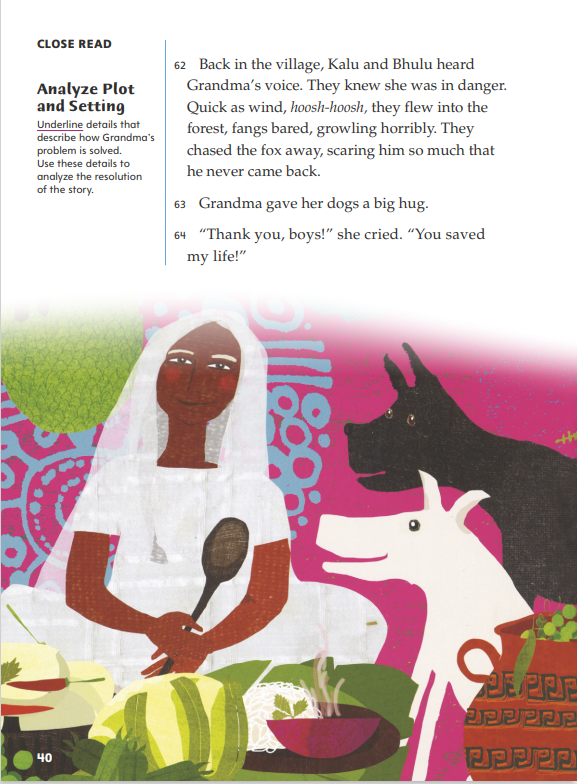 CLOSE READ
Analyze Plot
and Setting
Underline details that
describe how Grandma's
problem is solved.
Use these details to
analyze the resolution
of the story.
62 Back in the village, Kalu and Bhulu heard
Grandma's voice. They knew she was in danger.
Quick as wind, hoosh-hoosh, they flew into the
forest, fangs bared, growling horribly. They
chased the fox away, scaring him so much that
he never came back.
63 Grandma gave her dogs a big hug.
64 “Thank you, boys!” she cried. “You saved
my life!”
40